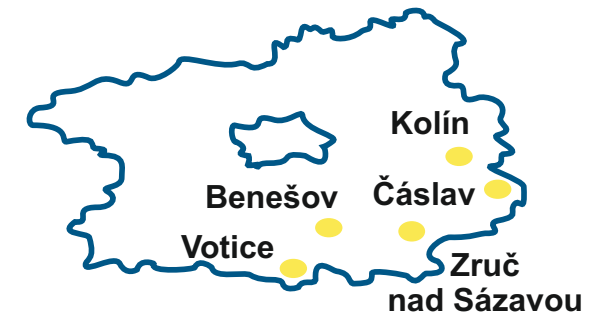 Kolín
Benešov
Čáslav
Votice
Zruč
nad Sázavou